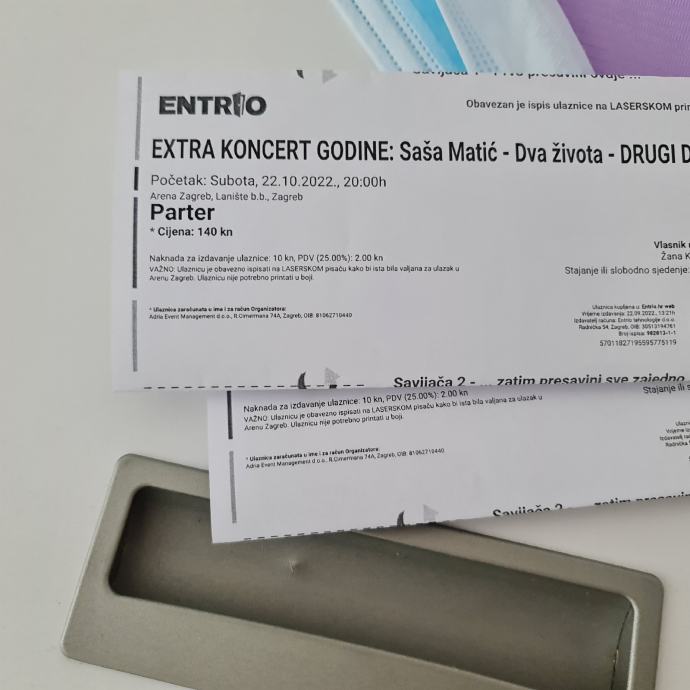 ENTRIO
Obavezan je ispis ulaznice na LASERSKOM
EXTRA KONCERT GODINE: Saša Matić - Dva života - DRUGI D
Početak: Subota, 22.10.2022., 20:00h
Arena Zagreb, Lanište b.b., Zagreb
Parter
* Cijena: 140 kn
Vlasnik
Žana K
Naknada za izdavanje ulaznice: 10 kn, PDV (25.00%): 2.00 kn
Stajanje ili slobodno sjedenje:
VAŽNO: Ulaznicu je obavezno ispisati na LASERSKOM pisaču kako bi ista bila valjana za ulazak u
Arenu Zagreb. Ulaznicu nije potrebno printati u boji.
* Ulaznica zaračunata u ime i za račun Organizatora:
Adria Event Management d.o.o., R.Cimermana 74A, Zagreb, OIB: 81062710440
Ulaznica kupljena u: Entrio.hr web
Vrijeme izdavanja: 22.09.2022., 13:21h
Izdavatelj računa: Entrio tehnologije d.o.o.
Radnička 54, Zagreb, OIB: 30513194761
Broj ispisa: 982813-1-1
5701182719559577 5119
Savijača 2 - ... zatim presavini sve zajedno
Naknada za izdavanje ulaznice: 10 kn, PDV (25.00%): 2.00 kn
Stajanje ili s
VAŽNO: Ulaznicu je obavezno ispisati na LASERSKOM pisaču kako bi ista bila valjana za ulazak u
Arenu Zagreb. Ulaznicu nije potrebno printati u boji.
* Ulaznica zaračunata u ime i za račun Organizatora:
Adria Event Management d.o.o., R.Cimermana 74A, Zagreb, OIB: 81062710440